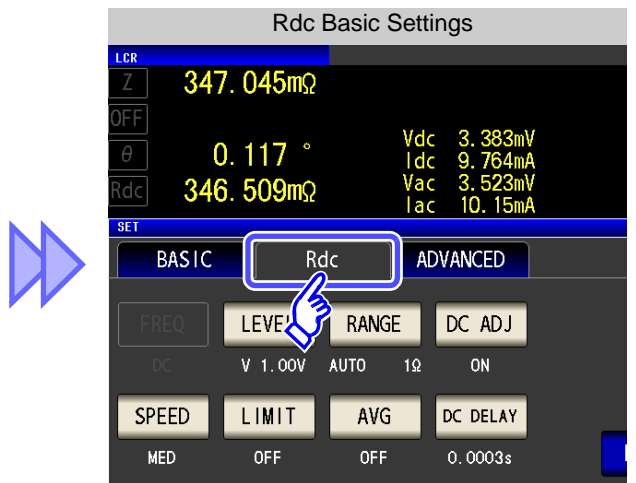 Rdc Basic Settings
LCR
Z 347.045mΩ
OFF
θ 0.117 ° Vdc 3.383mV
Idc 9.764mA
Rdc 346.509mΩ Vac 3.523mV
Iac 10.15mA
SET
BASIC Rdc ADVANCED
FREQ LEVEL RANGE DC ADJ
DC V 1.00V AUTO 1Ω ON
SPEED LIMIT AVG DC DELAY
MED OFF OFF 0.0003s